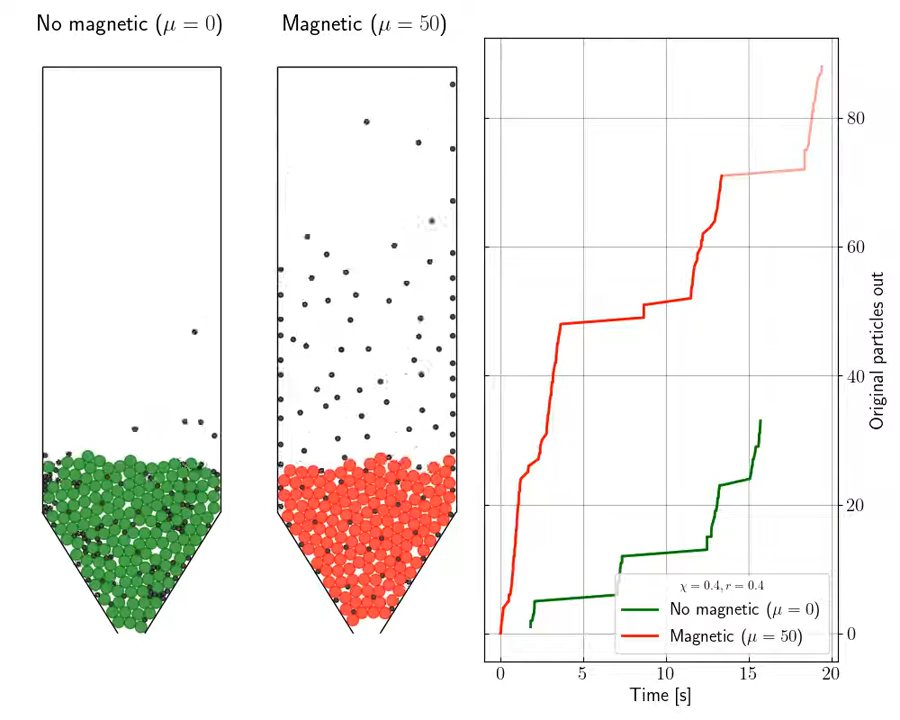 No magnetic (μ = 0)
Magnetic (μ = 50)
80
60
40
20
0
Original particles out
χ = 0.4, r = 0.4
No magnetic (μ = 0)
Magnetic (μ = 50)
0 5 10 15 20
Time [s]